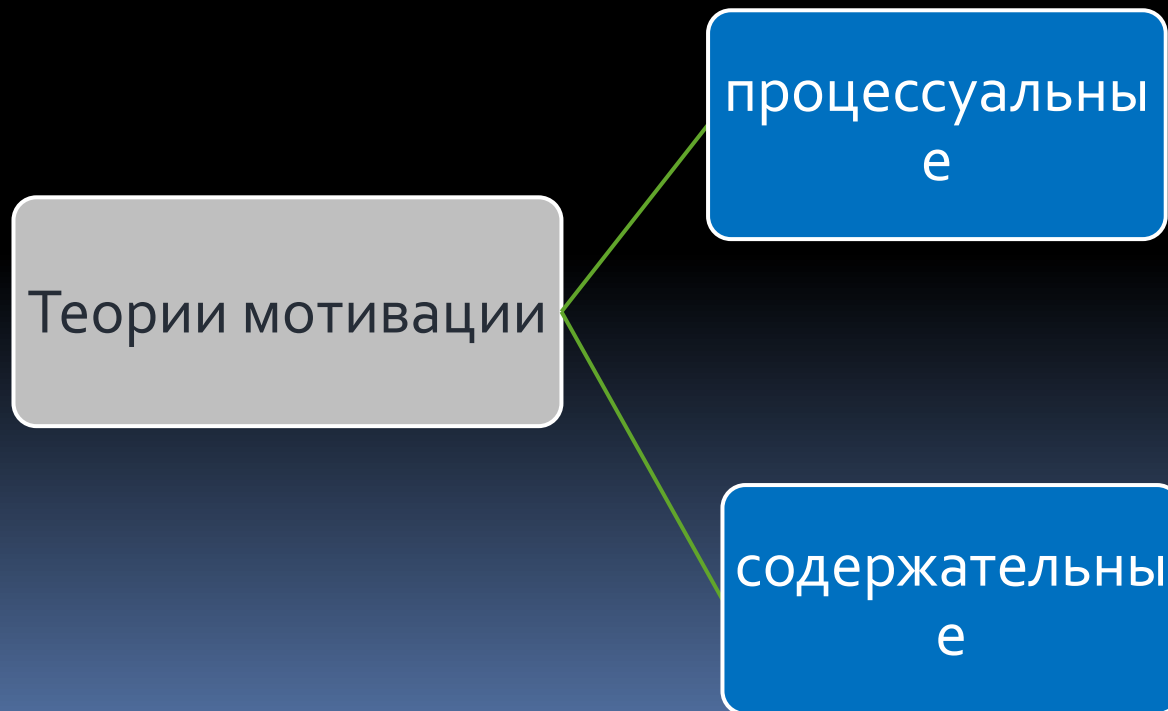 процессуальны
е
Теории мотивации
содержательны
е